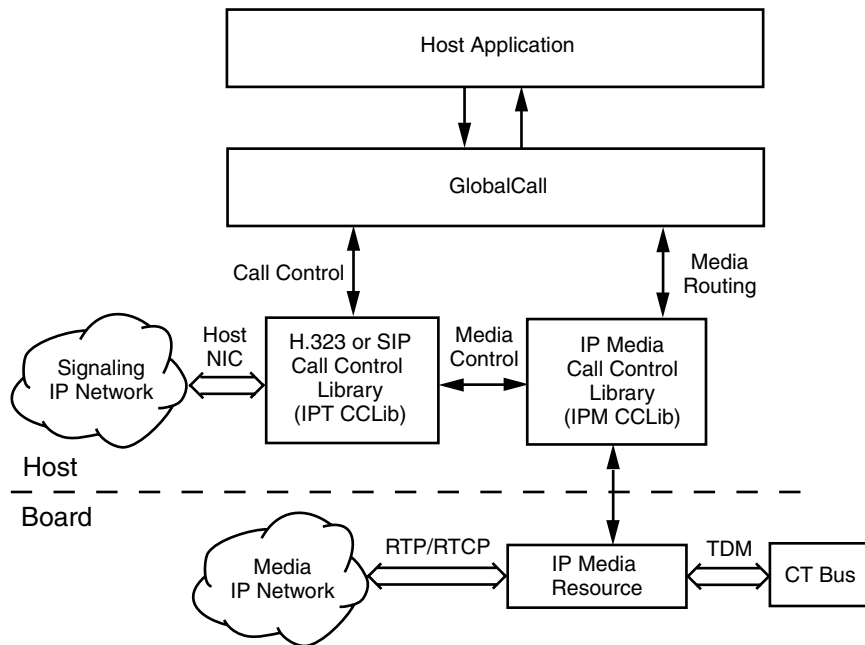 Host Application
GlobalCall
Call Control
Media
Routing
Host
NIC
Signaling
IP Network
H.323 or SIP
Call Control
Library
(IPT CCLib)
Media
Control
IP Media
Call Control
Library
(IPM CCLib)
Host
Board
Media
IP Network
RTP/RTCP
IP Media
Resource
TDM
CT Bus